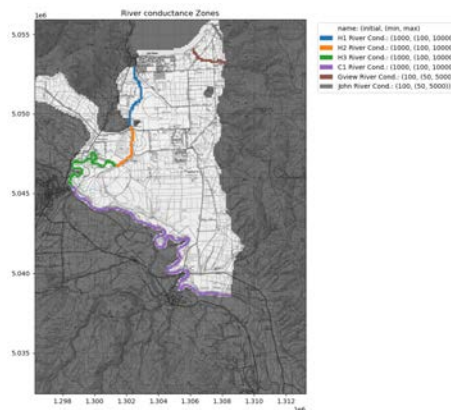 River conductance Zones
1e6
5.055
5.050
5.045
5.040
5.035
1.298 1.300 1.302 1.304 1.306 1.308 1.310 1.312
1e6
name: (initial, (min, max)
H1 River Cond.: (1000, (100, 10000
H2 River Cond.: (1000, (100, 10000
H3 River Cond.: (1000, (100, 10000
C1 River Cond.: (1000, (100, 10000
Gview River Cond.: (100, (50, 5000
John River Cond.: (100, (50, 5000))